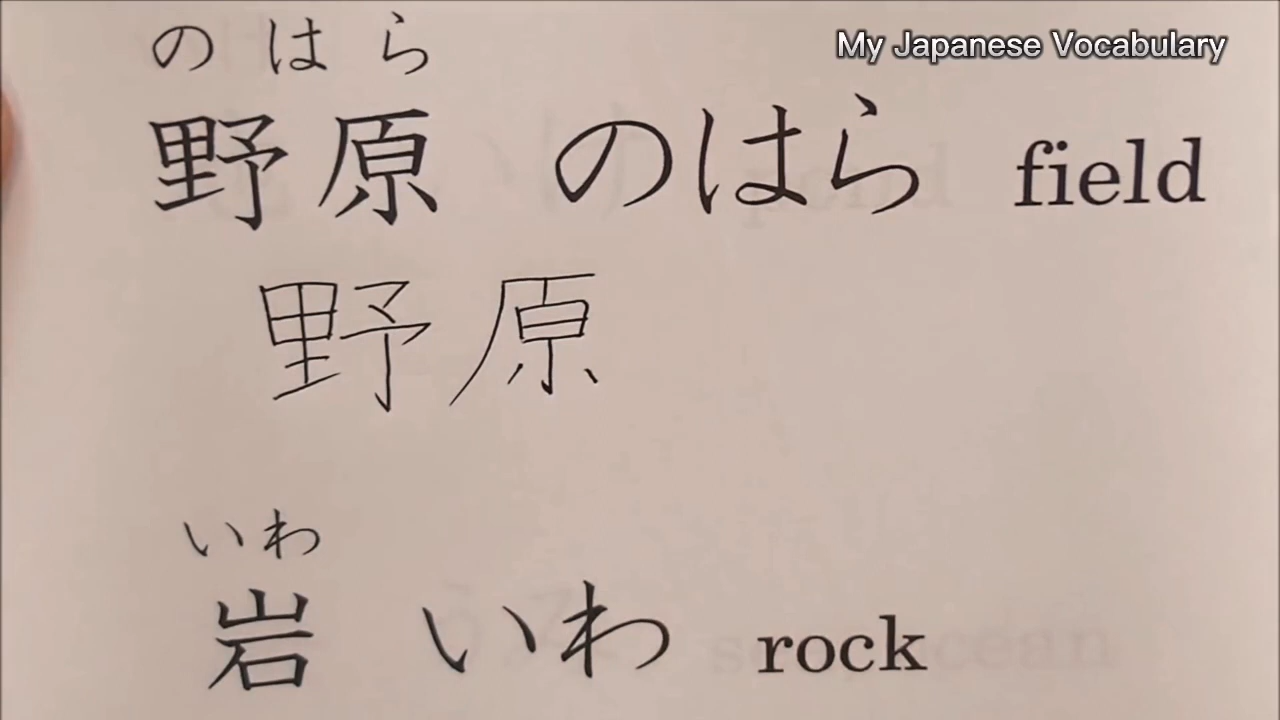 My Japanese Vocabulary
のはら
野原 のはら field
野原
いわ
岩 いわ rock